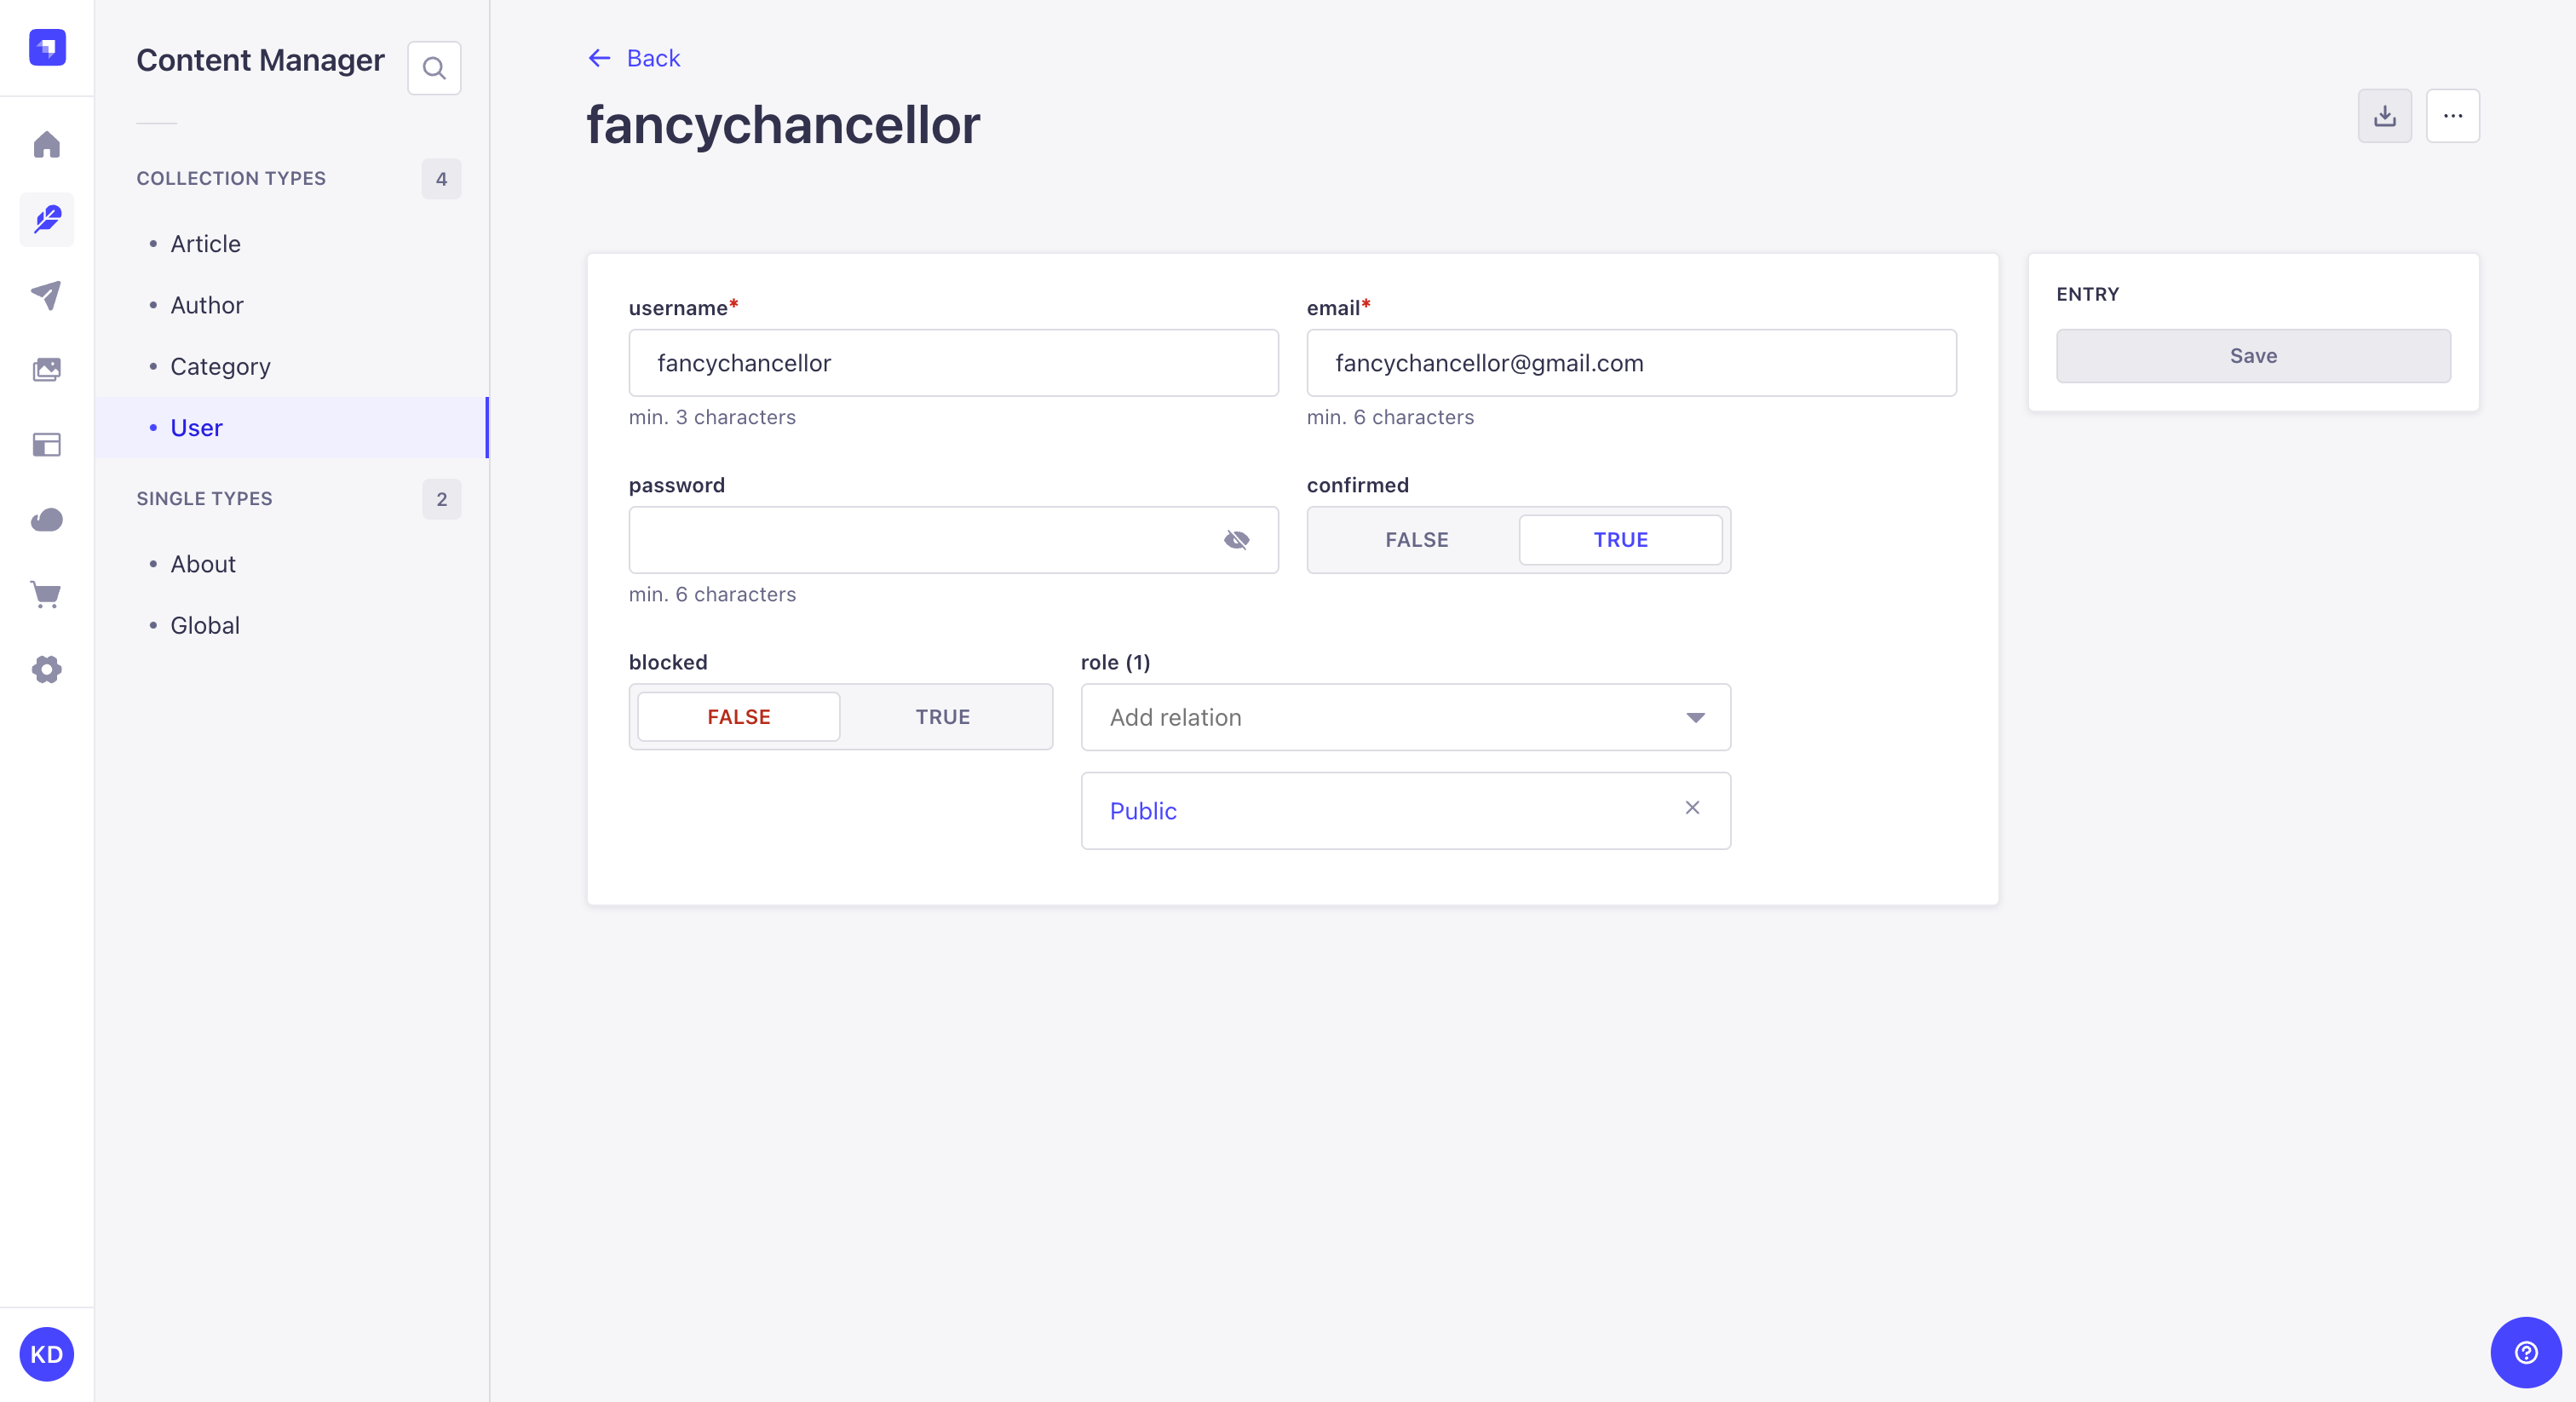 Content Manager
COLLECTION TYPES
4
Article
Author
Category
User
SINGLE TYPES
2
About
Global
KD
Back
fancychancellor
username*
fancychancellor
min. 3 characters
email*
fancychancellor@gmail.com
min. 6 characters
password
min. 6 characters
confirmed
FALSE
TRUE
blocked
FALSE
TRUE
role (1)
Add relation
Public
ENTRY
Save